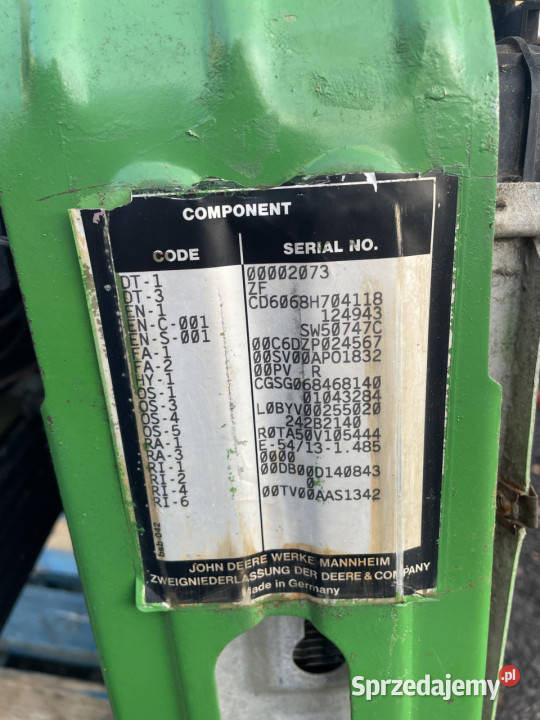 COMPONENT
CODE SERIAL NO.
DT-1 00002073
DT-3 ZF
EN-1 CD6068H704118
EN-C-001 124943
EN-S-001 SW50747C
FA-1 00C6DZP024567
FA-2 00SV00AP01832
HY-1 00PV R
OS-1 CGSG068468140
OS-3 01043284
OS-4 L0BYV00255020
OS-5 242B2140
RA-1 R0TA50V105444
RA-3 E-54/13-1.485
RI-1 0000
RI-2 00DB00D140843
RI-4 0
RI-6 00TV00AAS1342
JOHN DEERE WERKE MANNHEIM
ZWEIGNIEDERLASSUNG DER DEERE & COMPANY
Made in Germany
Sprzedajemy.pl